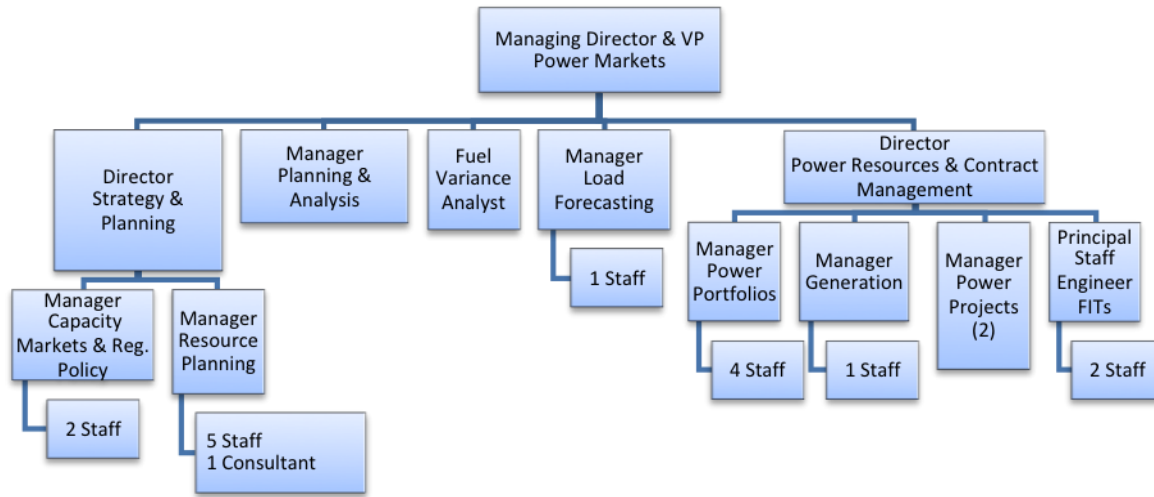 Managing Director & VP
Power Markets
Director
Strategy &
Planning
Manager
Planning &
Analysis
Fuel
Variance
Analyst
Manager
Load
Forecasting
Director
Power Resources & Contract
Management
1 Staff
Manager
Capacity
Markets & Reg.
Policy
Manager
Resource
Planning
2 Staff
5 Staff
1 Consultant
Manager
Power
Portfolios
Manager
Generation
Manager
Power
Projects
(2)
Principal
Staff
Engineer
FITs
4 Staff
1 Staff
2 Staff